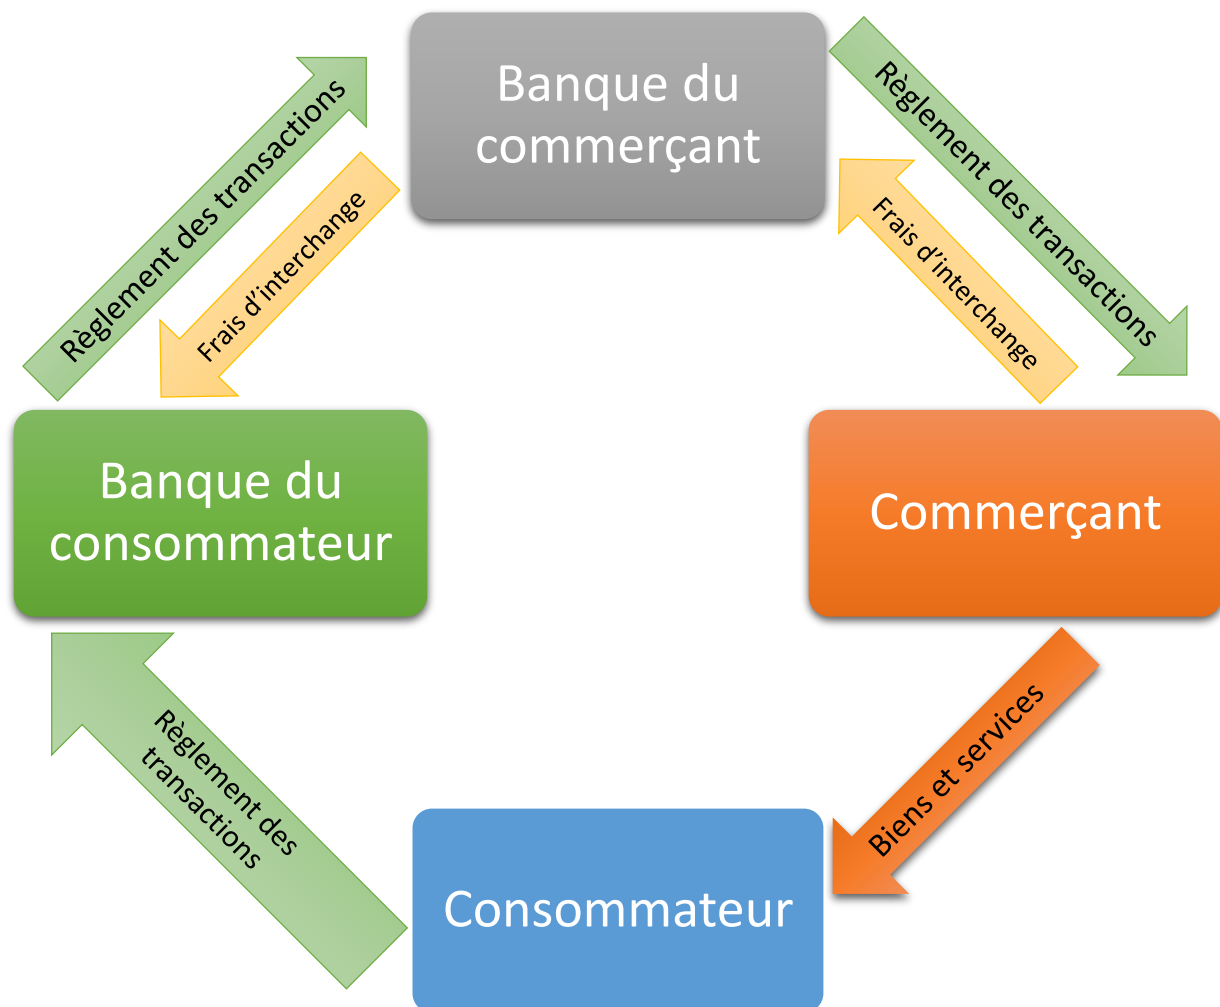 Banque du
commerçant
Règlement des transactions
Frais d’interchange
Règlement des transactions
Frais d’interchange
Banque du
consommateur
Commerçant
Règlement des
transactions
Biens et services
Consommateur